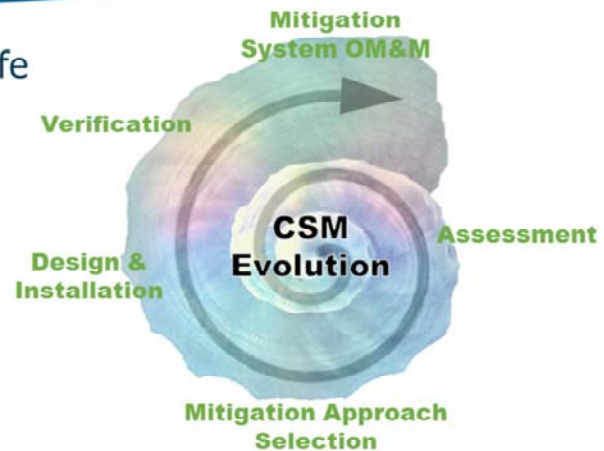 Mitigation
System OM&M
fe
Verification
CSM
Evolution
Assessment
Design &
Installation
Mitigation Approach
Selection